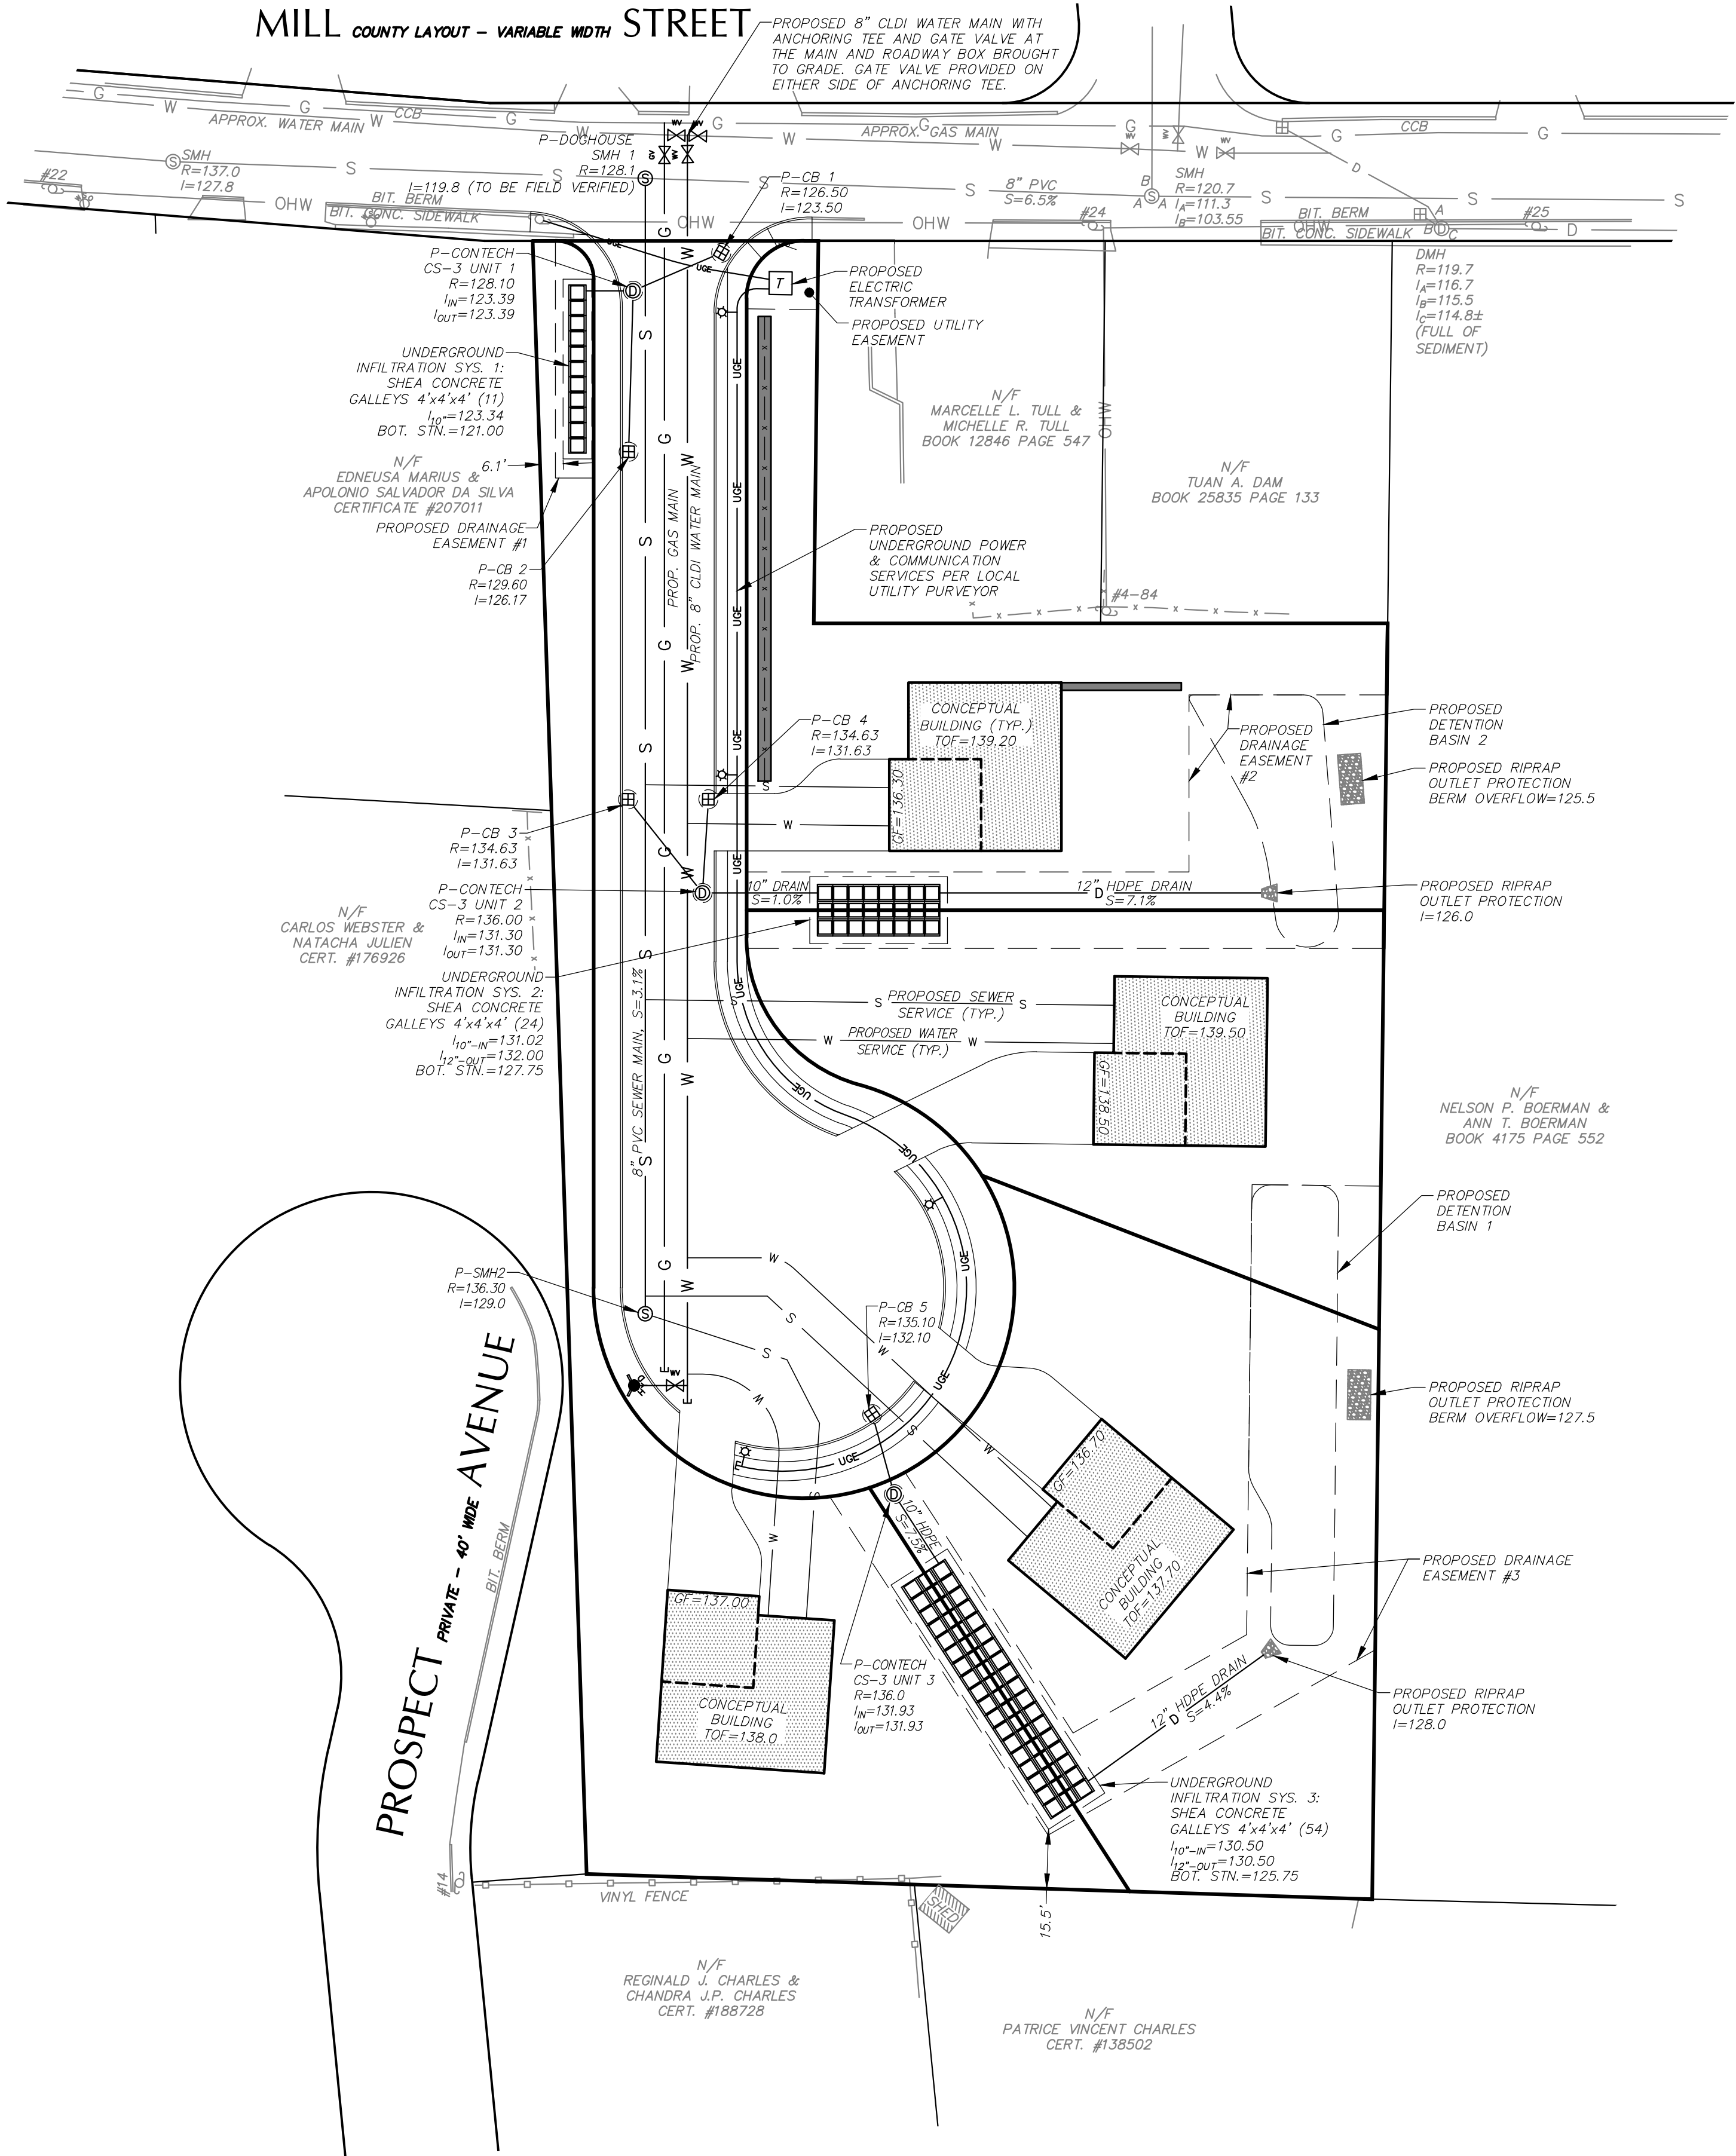 MILL COUNTY LAYOUT - VARIABLE WIDTH STREET
PROPOSED 8" CLDI WATER MAIN WITH
ANCHORING TEE AND GATE VALVE AT
THE MAIN AND ROADWAY BOX BROUGHT
TO GRADE. GATE VALVE PROVIDED ON
EITHER SIDE OF ANCHORING TEE.
G W G CCB G W G G W G CCB G
APPROX. WATER MAIN W
W APPROX. GAS MAIN
W W
WV WV
GV WV
WV WV WV
D
P-DOGHOUSE
SMH 1
R=128.1
I=119.8 (TO BE FIELD VERIFIED)
SMH
R=137.0
I=127.8
#22
S S S S S S S S
OHW OHW OHW OHW
BIT. BERM
BIT. CONC. SIDEWALK
P-CB 1
R=126.50
I=123.50
8" PVC
S=6.5%
#24
B
A A
SMH
R=120.7
IA=111.3
IB=103.55
BIT. BERM
BIT. CONC. SIDEWALK
#25
A
B D C
D
DMH
R=119.7
IA=116.7
IB=115.5
IC=114.8±
(FULL OF
SEDIMENT)
P-CONTECH
CS-3 UNIT 1
R=128.10
IIN=123.39
IOUT=123.39
UGE
UGE
T
PROPOSED
ELECTRIC
TRANSFORMER
PROPOSED UTILITY
EASEMENT
UNDERGROUND
INFILTRATION SYS. 1:
SHEA CONCRETE
GALLEYS 4'x4'x4' (11)
I10"=123.34
BOT. STN.=121.00
N/F
EDNEUSA MARIUS &
APOLONIO SALVADOR DA SILVA
CERTIFICATE #207011
6.1'
PROPOSED DRAINAGE
EASEMENT #1
P-CB 2
R=129.60
I=126.17
PROP. GAS MAIN
PROP. 8" CLDI WATER MAIN
N/F
MARCELLE L. TULL &
MICHELLE R. TULL
BOOK 12846 PAGE 547
OHW
N/F
TUAN A. DAM
BOOK 25835 PAGE 133
PROPOSED
UNDERGROUND POWER
& COMMUNICATION
SERVICES PER LOCAL
UTILITY PURVEYOR
#4-84
P-CB 4
R=134.63
I=131.63
CONCEPTUAL
BUILDING (TYP.)
TOF=139.20
GF=136.30
PROPOSED
DRAINAGE
EASEMENT
#2
PROPOSED
DETENTION
BASIN 2
PROPOSED RIPRAP
OUTLET PROTECTION
BERM OVERFLOW=125.5
P-CB 3
R=134.63
I=131.63
P-CONTECH
CS-3 UNIT 2
R=136.00
IIN=131.30
IOUT=131.30
10" DRAIN
S=1.0%
12" HDPE DRAIN
D S=7.1%
PROPOSED RIPRAP
OUTLET PROTECTION
I=126.0
N/F
CARLOS WEBSTER &
NATACHA JULIEN
CERT. #176926
UNDERGROUND
INFILTRATION SYS. 2:
SHEA CONCRETE
GALLEYS 4'x4'x4' (24)
I10"-IN=131.02
I12"-OUT=132.00
BOT. STN.=127.75
8" PVC SEWER MAIN, S=3.1%
S PROPOSED SEWER S
SERVICE (TYP.)
W PROPOSED WATER W
SERVICE (TYP.)
CONCEPTUAL
BUILDING
TOF=139.50
GF=138.50
N/F
NELSON P. BOERMAN &
ANN T. BOERMAN
BOOK 4175 PAGE 552
PROPOSED
DETENTION
BASIN 1
P-SMH2
R=136.30
I=129.0
P-CB 5
R=135.10
I=132.10
PROPOSED RIPRAP
OUTLET PROTECTION
BERM OVERFLOW=127.5
PROSPECT PRIVATE - 40' WIDE AVENUE
BIT. BERM
WV
UGE
10" HDPE
S=7.5%
GF=136.70
CONCEPTUAL
BUILDING
TOF=137.70
PROPOSED DRAINAGE
EASEMENT #3
GF=137.00
CONCEPTUAL
BUILDING
TOF=138.0
P-CONTECH
CS-3 UNIT 3
R=136.0
IIN=131.93
IOUT=131.93
12" HDPE DRAIN
D S=4.4%
PROPOSED RIPRAP
OUTLET PROTECTION
I=128.0
UNDERGROUND
INFILTRATION SYS. 3:
SHEA CONCRETE
GALLEYS 4'x4'x4' (54)
I10"-IN=130.50
I12"-OUT=130.50
BOT. STN.=125.75
#14
VINYL FENCE
SHED
15.5'
N/F
REGINALD J. CHARLES &
CHANDRA J.P. CHARLES
CERT. #188728
N/F
PATRICE VINCENT CHARLES
CERT. #138502